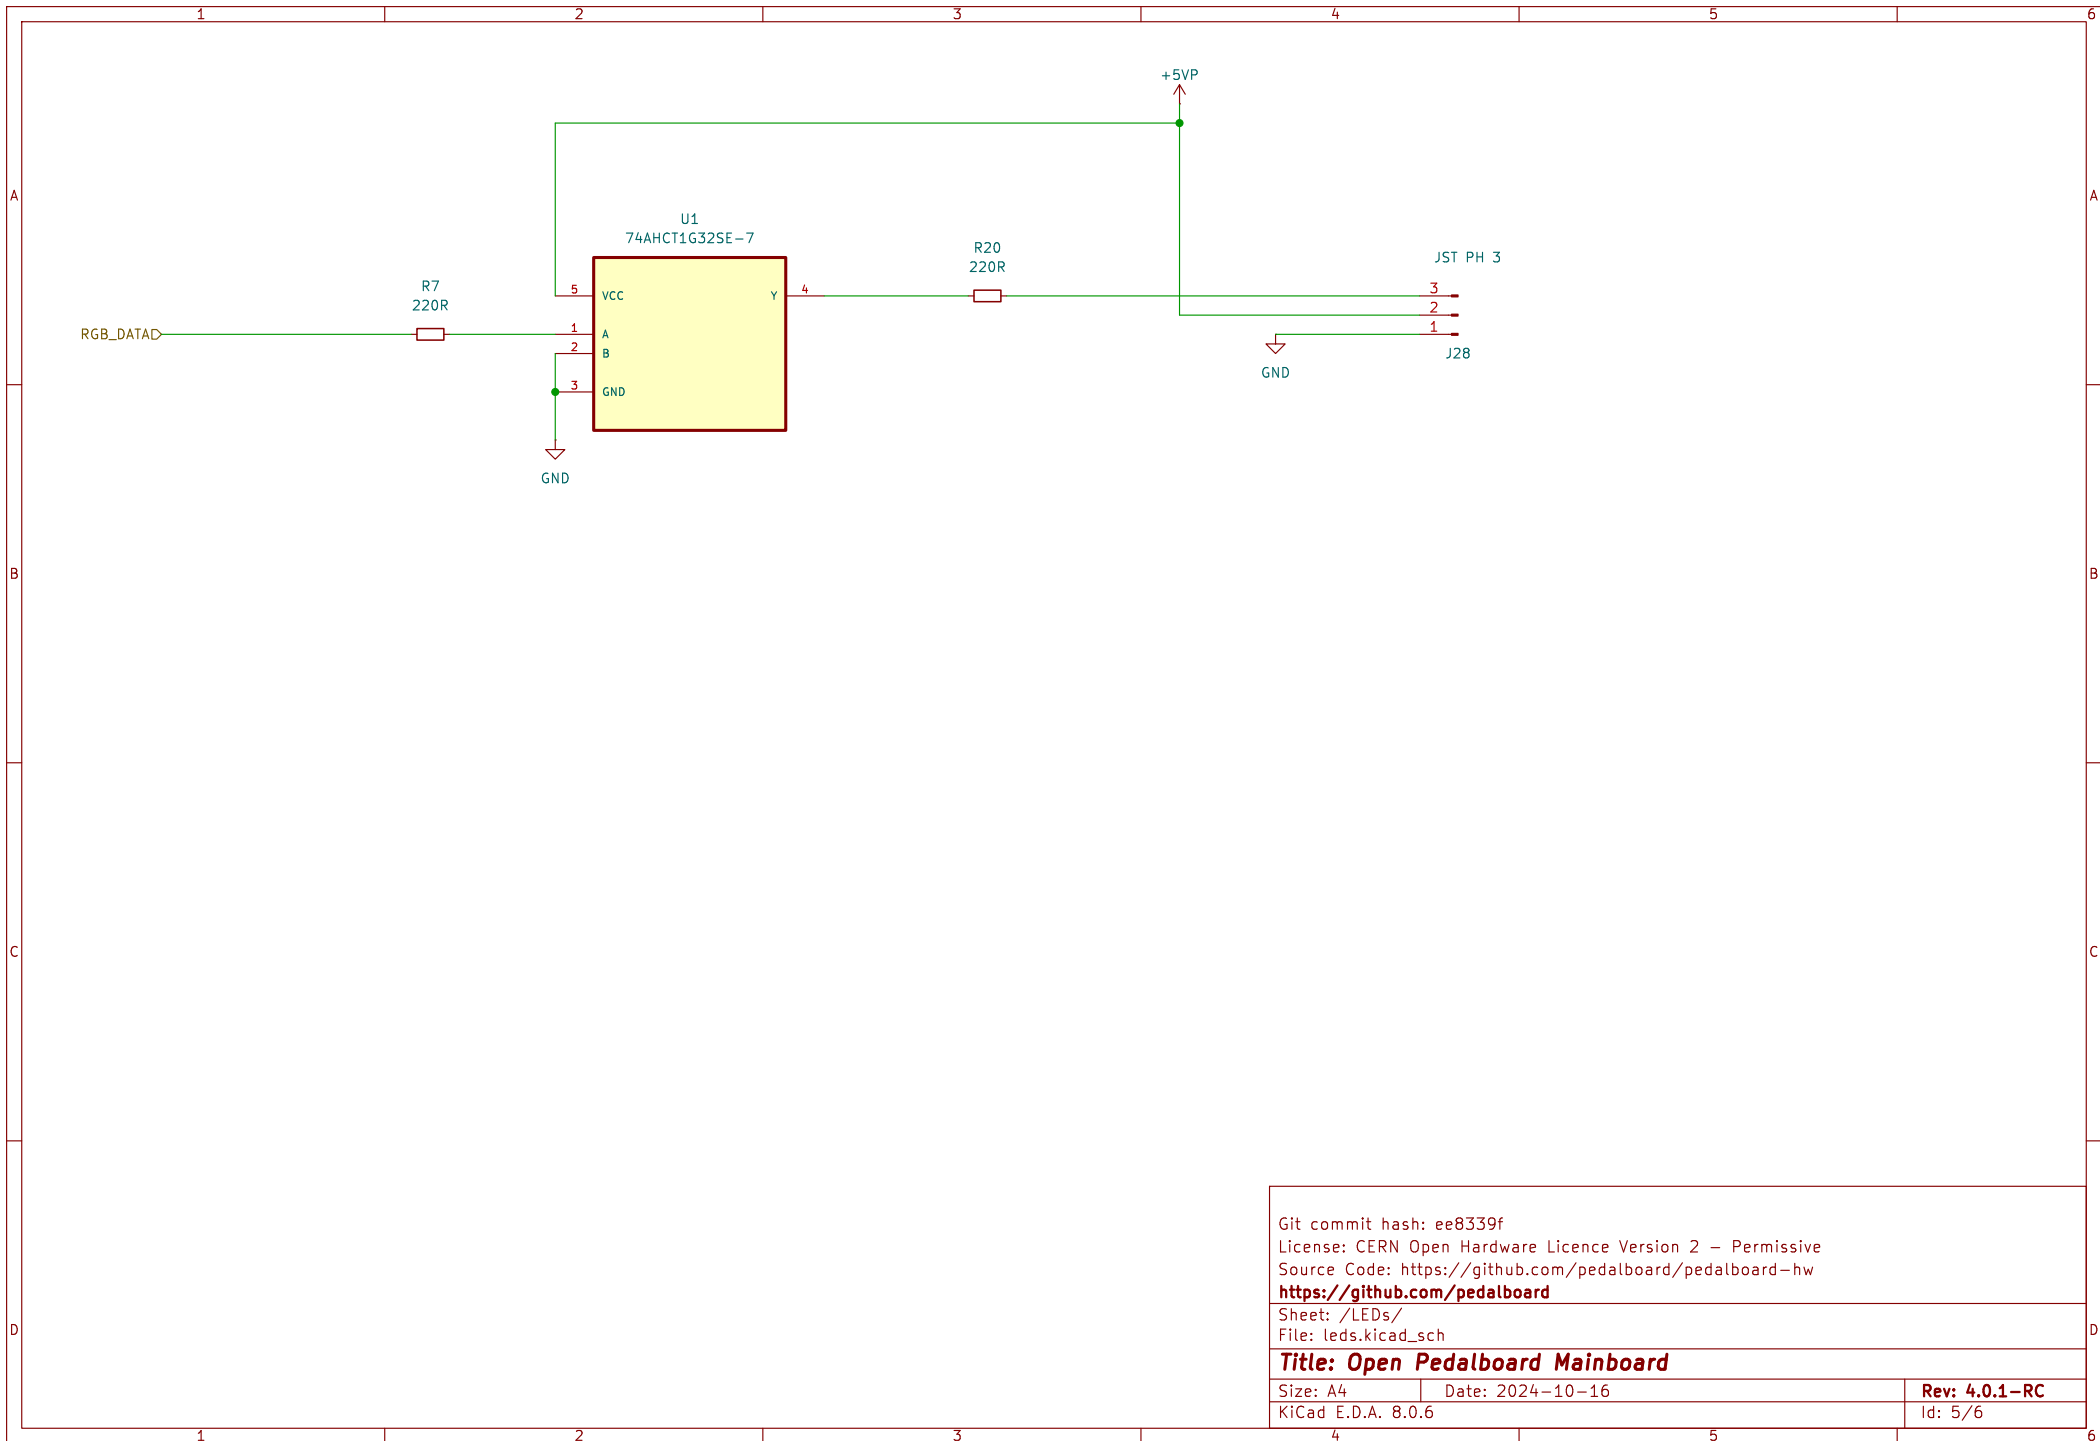 1 2 3 4 5 6
+5VP
A A
U1
74AHCT1G32SE-7
R20
220R
JST PH 3
R7
220R
5 VCC Y 4
3
2
RGB_DATA
1 A
1
2 B
J28
GND
3 GND
GND
B B
C C
Git commit hash: ee8339f
License: CERN Open Hardware Licence Version 2 - Permissive
Source Code: https://github.com/pedalboard/pedalboard-hw
https://github.com/pedalboard
Sheet: /LEDs/
File: leds.kicad_sch
D D
Title: Open Pedalboard Mainboard
Size: A4 Date: 2024-10-16 Rev: 4.0.1-RC
KiCad E.D.A. 8.0.6 Id: 5/6
1 2 3 4 5 6